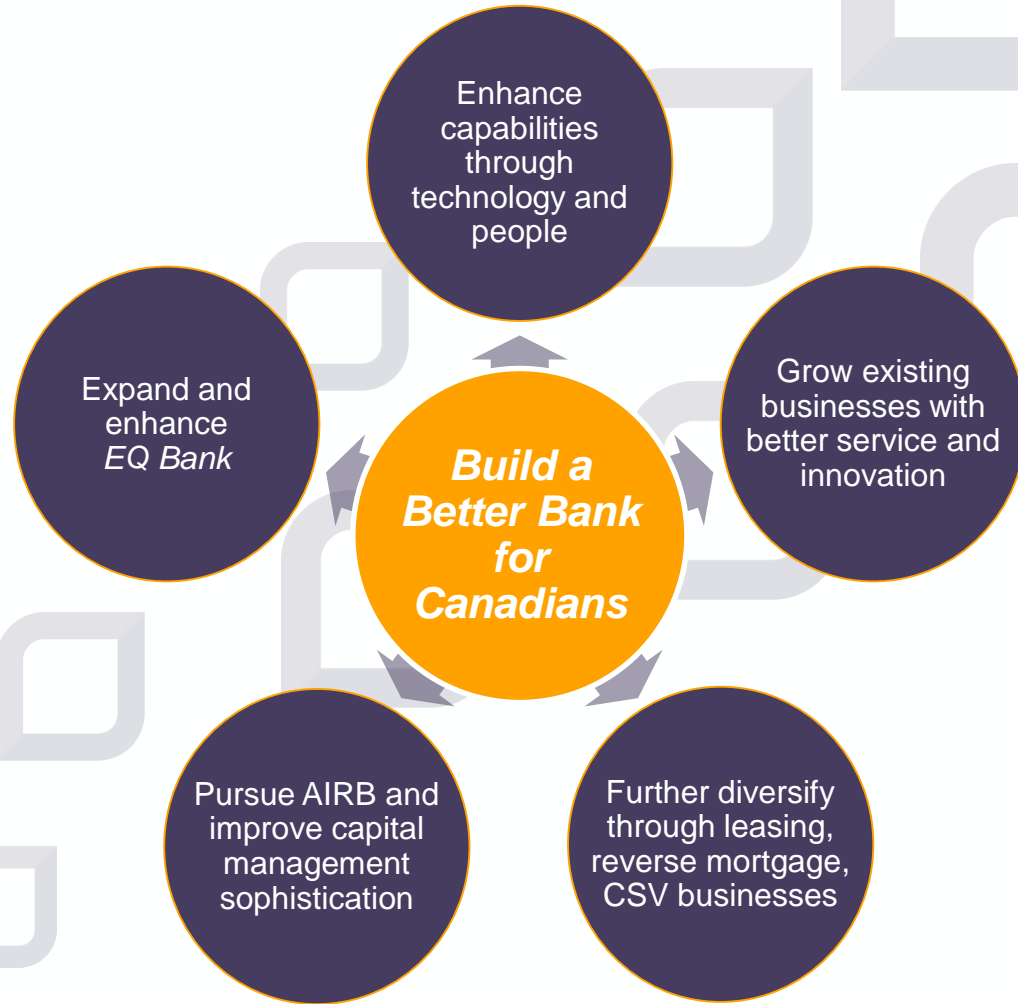 Enhance
capabilities
through
technology and
people
Expand and
enhance
EQ Bank
Grow existing
businesses with
better service and
innovation
Build a
Better Bank
for
Canadians
Pursue AIRB and
improve capital
management
sophistication
Further diversify
through leasing,
reverse mortgage,
CSV businesses